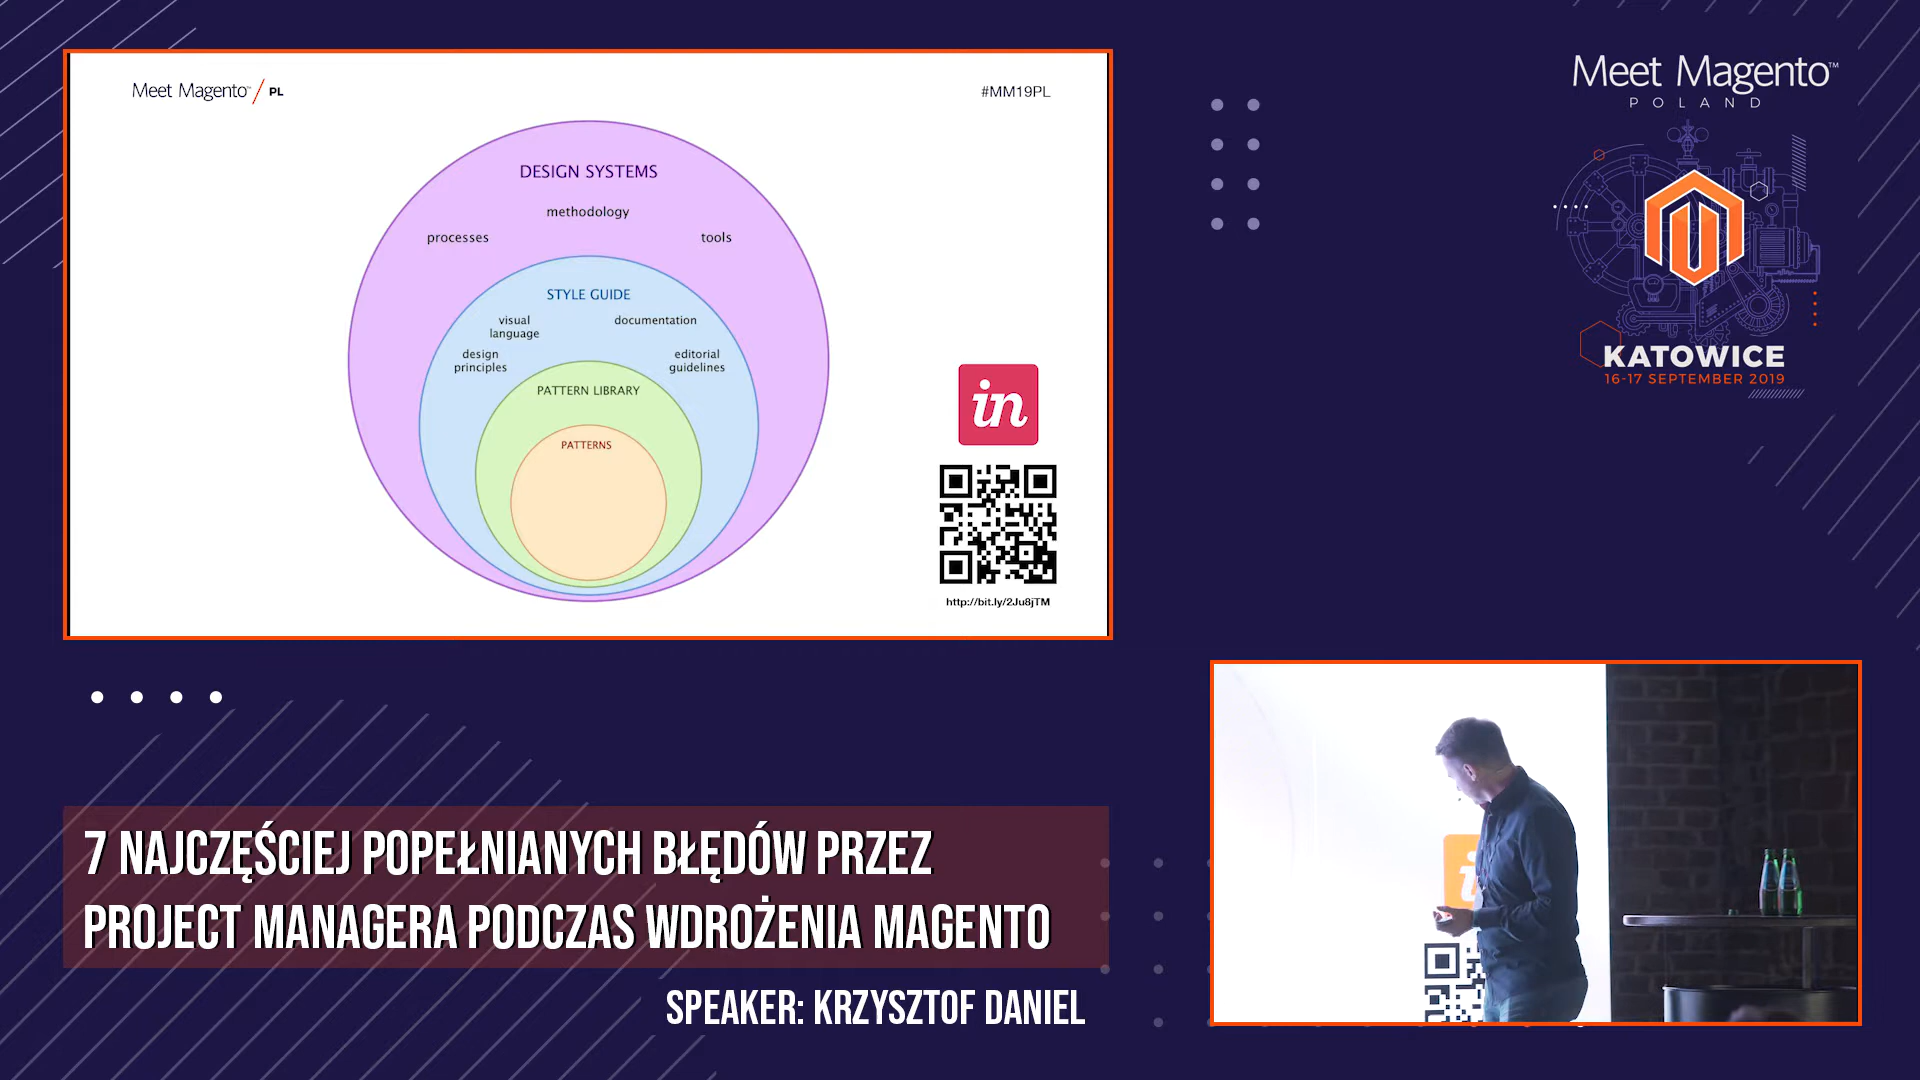 Meet Magento™ / PL
#MM19PL
DESIGN SYSTEMS
methodology
processes
tools
STYLE GUIDE
visual
language
documentation
design
principles
editorial
guidelines
PATTERN LIBRARY
PATTERNS
in
http://bit.ly/2Ju8jTM
Meet Magento™
POLAND
KATOWICE
16-17 SEPTEMBER 2019
7 NAJCZĘŚCIEJ POPEŁNIANYCH BŁĘDÓW PRZEZ
PROJECT MANAGERA PODCZAS WDROŻENIA MAGENTO
SPEAKER: KRZYSZTOF DANIEL